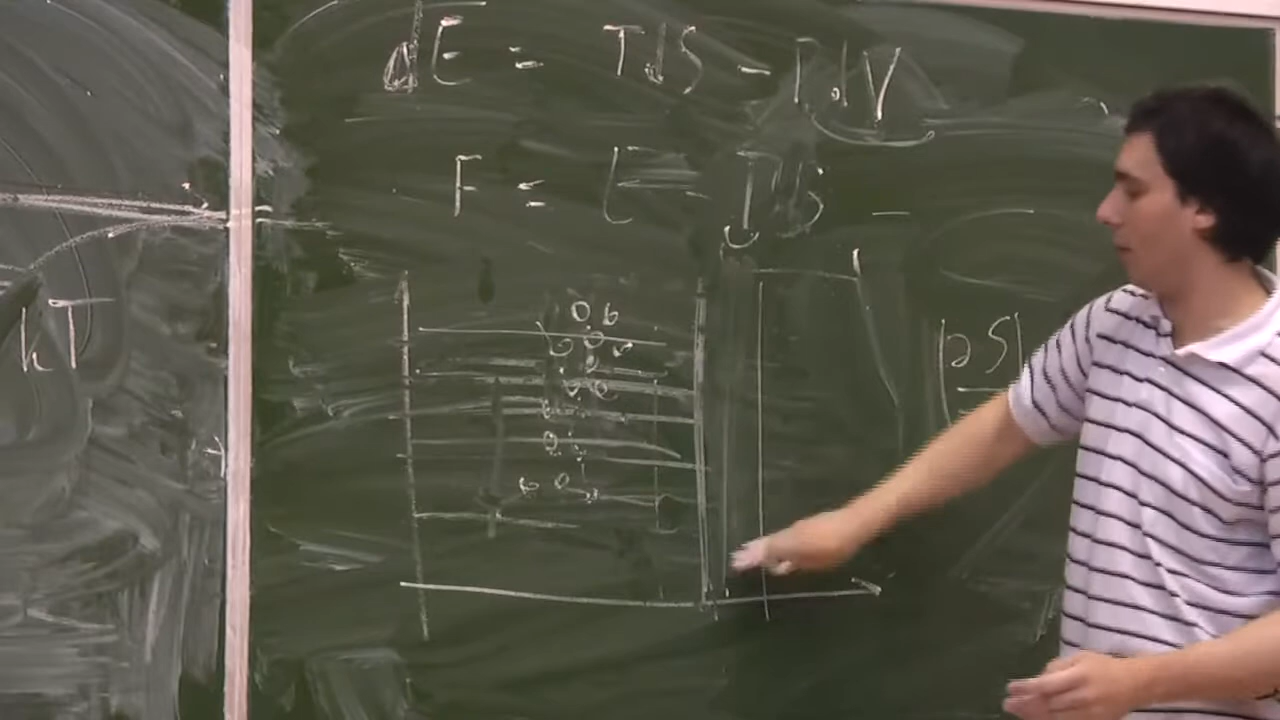 dE = TdS - PdV
F = E - TS
kT